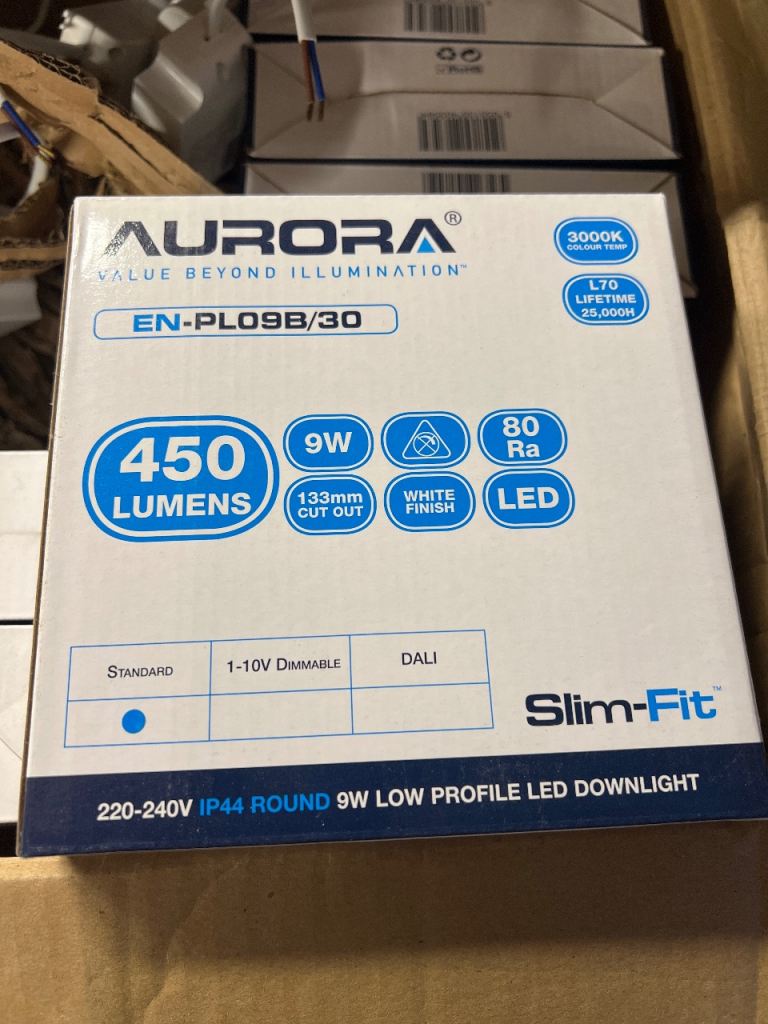 AURORA®
VALUE BEYOND ILLUMINATION™
EN-PL09B/30
3000K
COLOUR TEMP
L70
LIFETIME
25,000H
450
LUMENS
9W
80
Ra
133mm
CUT OUT
WHITE
FINISH
LED
STANDARD
1-10V DIMMABLE
DALI
Slim-Fit™
220-240V IP44 ROUND 9W LOW PROFILE LED DOWNLIGHT